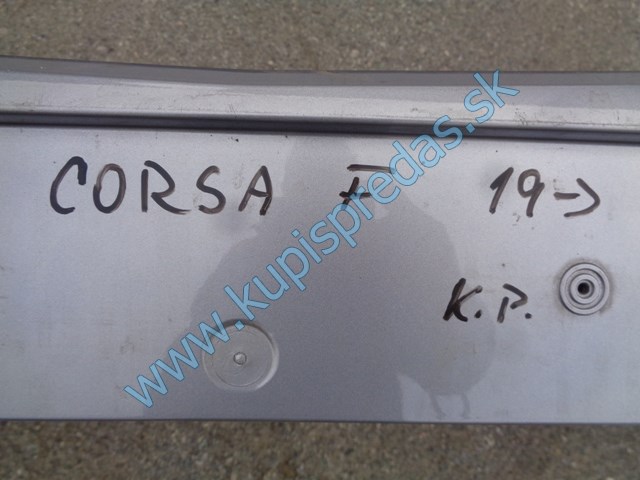 CORSA F 19->
K.P.
www.kupispredas.sk